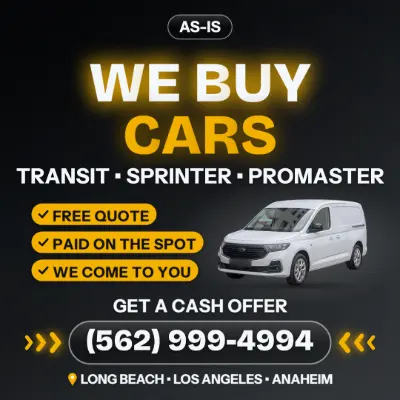 AS-IS
WE BUY
CARS
TRANSIT ▪ SPRINTER ▪ PROMASTER
FREE QUOTE
PAID ON THE SPOT
WE COME TO YOU
GET A CASH OFFER
(562) 999-4994
LONG BEACH ▪ LOS ANGELES ▪ ANAHEIM